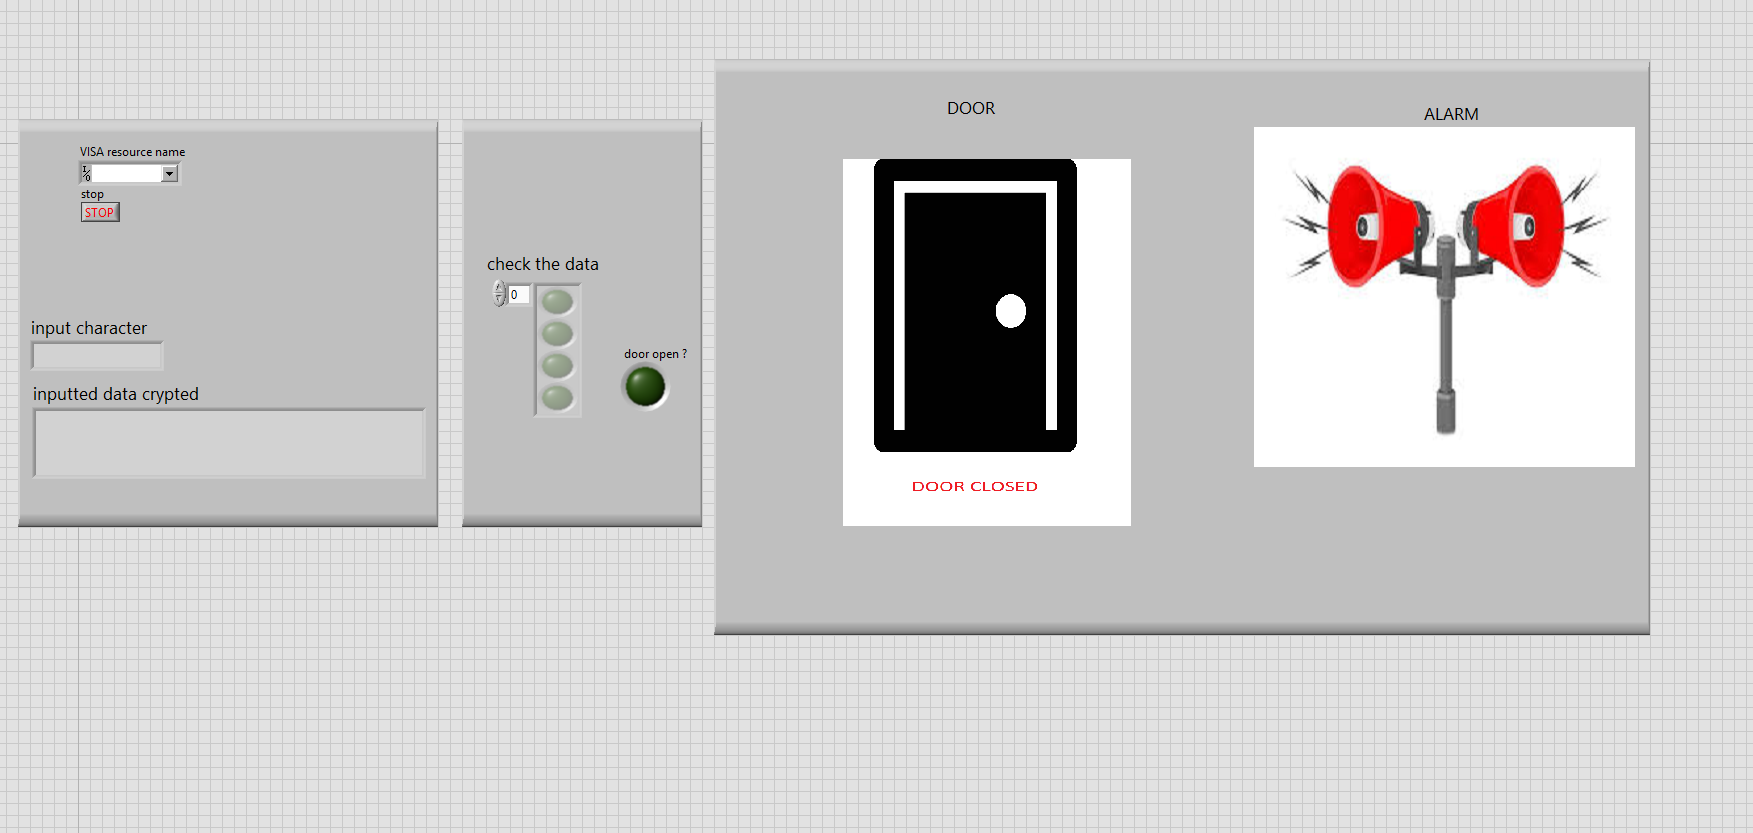 VISA resource name
I/O
stop
STOP
input character
inputted data crypted
check the data
0
door open ?
DOOR
DOOR CLOSED
ALARM